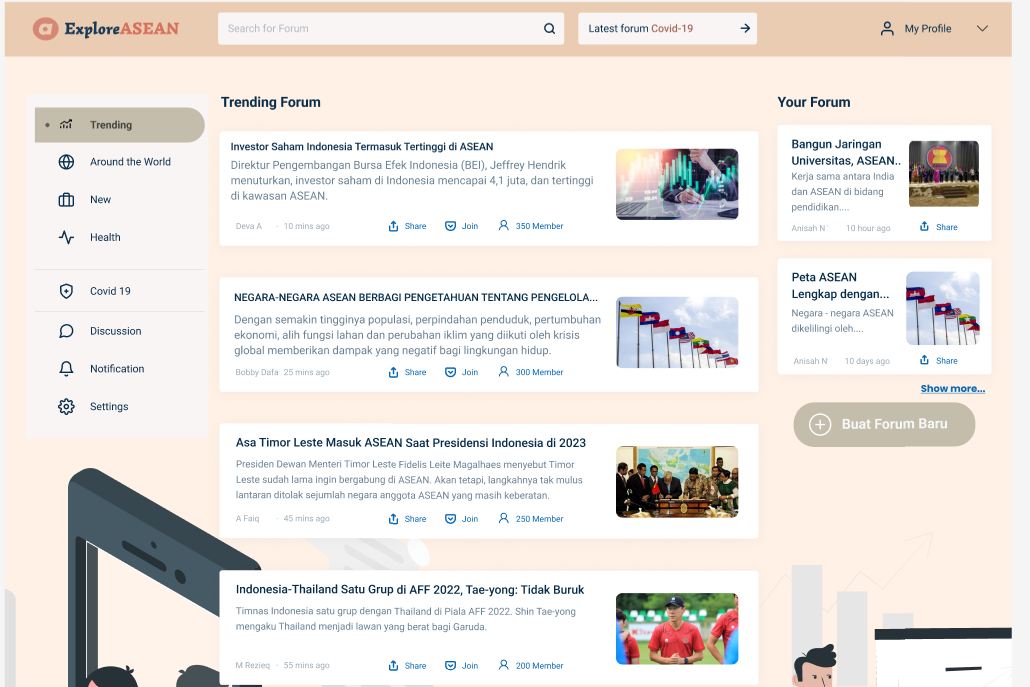 ExploreASEAN
Search for Forum
Latest forum Covid-19
My Profile
Trending
Around the World
New
Health
Covid 19
Discussion
Notification
Settings
Trending Forum
Investor Saham Indonesia Termasuk Tertinggi di ASEAN
Direktur Pengembangan Bursa Efek Indonesia (BEI), Jeffrey Hendrik
menuturkan, investor saham di Indonesia mencapai 4,1 juta, dan tertinggi
di kawasan ASEAN.
Deva A · 10 mins ago Share Join 350 Member
NEGARA-NEGARA ASEAN BERBAGI PENGETAHUAN TENTANG PENGELOLA...
Dengan semakin tingginya populasi, perpindahan penduduk, pertumbuhan
ekonomi, alih fungsi lahan dan perubahan iklim yang diikuti oleh krisis
global memberikan dampak yang negatif bagi lingkungan hidup.
Bobby Dafa 25 mins ago Share Join 300 Member
Asa Timor Leste Masuk ASEAN Saat Presidensi Indonesia di 2023
Presiden Dewan Menteri Timor Leste Fidelis Leite Magalhaes menyebut Timor
Leste sudah lama ingin bergabung di ASEAN. Akan tetapi, langkahnya tak mulus
lantaran ditolak sejumlah negara anggota ASEAN yang masih keberatan.
A Faiq · 45 mins ago Share Join 250 Member
Indonesia-Thailand Satu Grup di AFF 2022, Tae-yong: Tidak Buruk
Timnas Indonesia satu grup dengan Thailand di Piala AFF 2022. Shin Tae-yong
mengaku Thailand menjadi lawan yang berat bagi Garuda.
M Rezieq · 55 mins ago Share Join 200 Member
Your Forum
Bangun Jaringan
Universitas, ASEAN..
Kerja sama antara India
dan ASEAN di bidang
pendidikan....
Anisah N 10 hour ago Share
Peta ASEAN
Lengkap dengan...
Negara - negara ASEAN
dikelilingi oleh....
Anisah N 10 days ago Share
Show more...
Buat Forum Baru